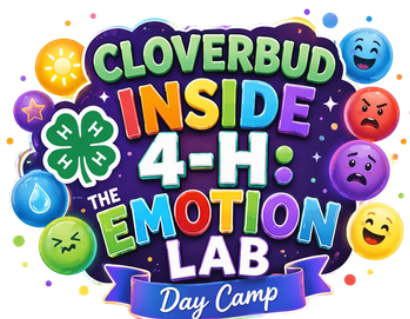 CLOVERBUD
INSIDE
4-H:
THE
EMOTION
LAB
Day Camp
H H
H H